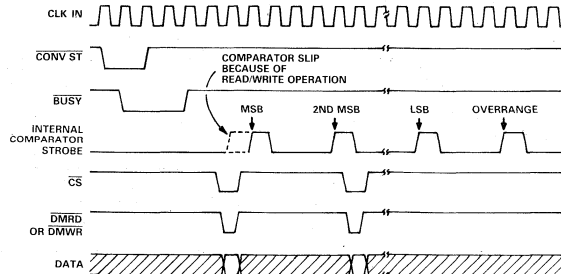 CLK IN
CONV ST
COMPARATOR SLIP
BECAUSE OF
READ/WRITE OPERATION
BUSY
MSB
2ND MSB
LSB
OVERRANGE
INTERNAL
COMPARATOR
STROBE
CS
DMRD
OR DMWR
DATA